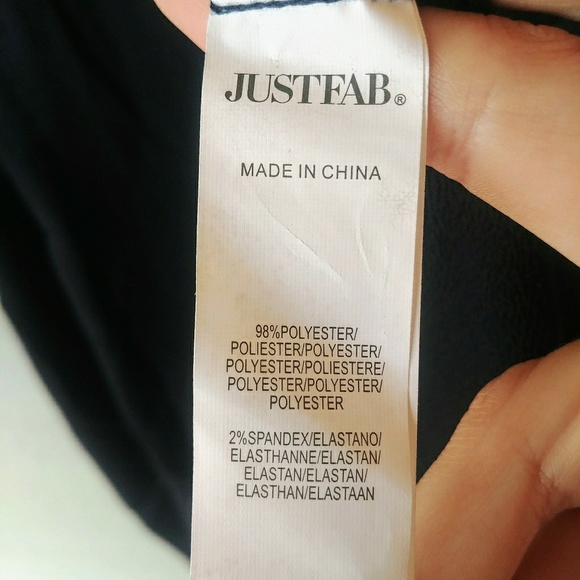 JUSTFAB®
MADE IN CHINA
98%POLYESTER/
POLIESTER/POLYESTER/
POLYESTER/POLIESTERE/
POLYESTER/POLYESTER/
POLYESTER
2%SPANDEX/ELASTANO/
ELASTHANNE/ELASTAN/
ELASTAN/ELASTAN/
ELASTHAN/ELASTAAN